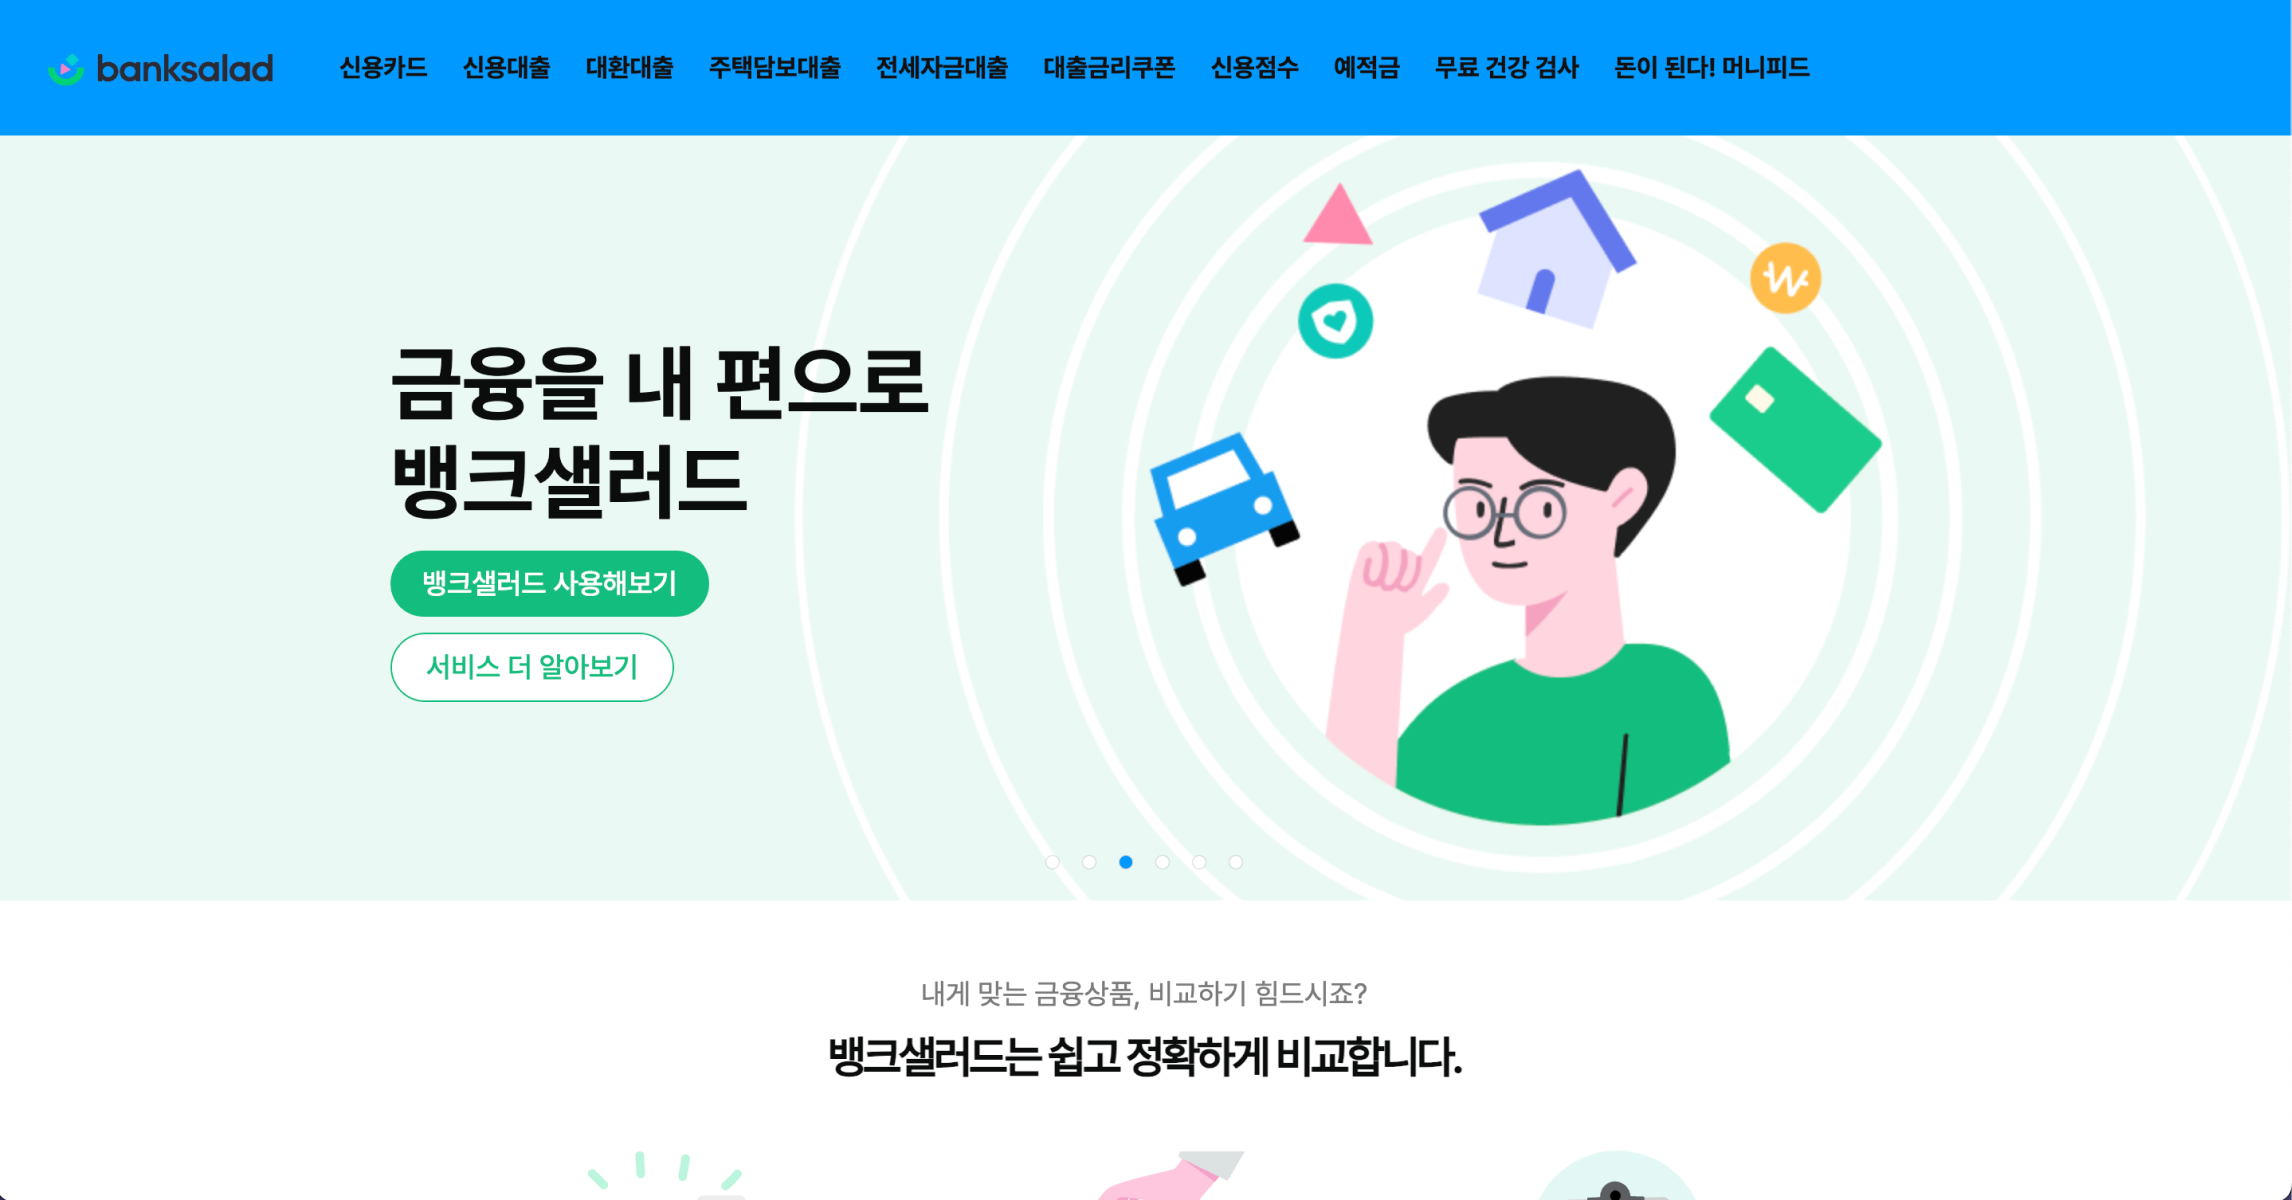 banksalad 신용카드 신용대출 대환대출 주택담보대출 전세자금대출 대출금리쿠폰 신용점수 예적금 무료 건강 검사 돈이 된다! 머니피드
금융을 내 편으로
뱅크샐러드
뱅크샐러드 사용해보기
서비스 더 알아보기
내게 맞는 금융상품, 비교하기 힘드시죠?
뱅크샐러드는 쉽고 정확하게 비교합니다.